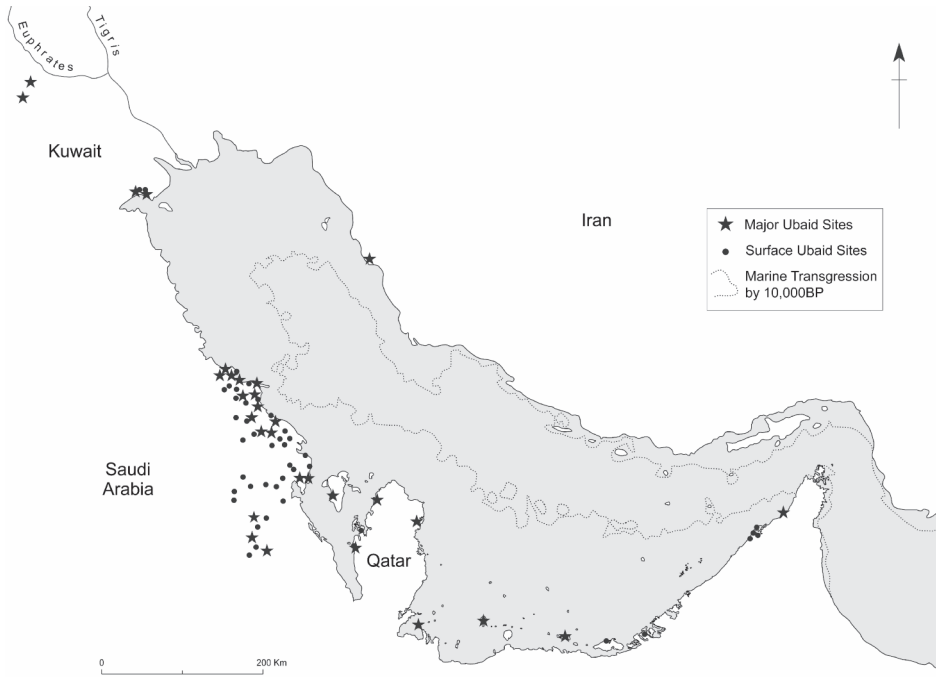 Euphrates
Tigris
Kuwait
Iran
Major Ubaid Sites
Surface Ubaid Sites
Marine Transgression
by 10,000BP
Saudi
Arabia
Qatar
0
200 Km